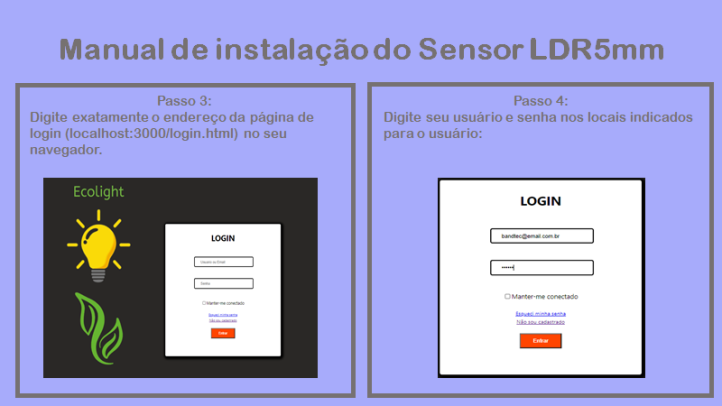 Manual de instalação do Sensor LDR5mm
Passo 3:
Digite exatamente o endereço da página de
login (localhost:3000/login.html) no seu
navegador.
Ecolight
LOGIN
Usuário ou Email
Senha
Manter-me conectado
Esqueci minha senha
Não sou cadastrado
Entrar
Passo 4:
Digite seu usuário e senha nos locais indicados
para o usuário:
LOGIN
bandtec@email.com.br
••••••
Manter-me conectado
Esqueci minha senha
Não sou cadastrado
Entrar